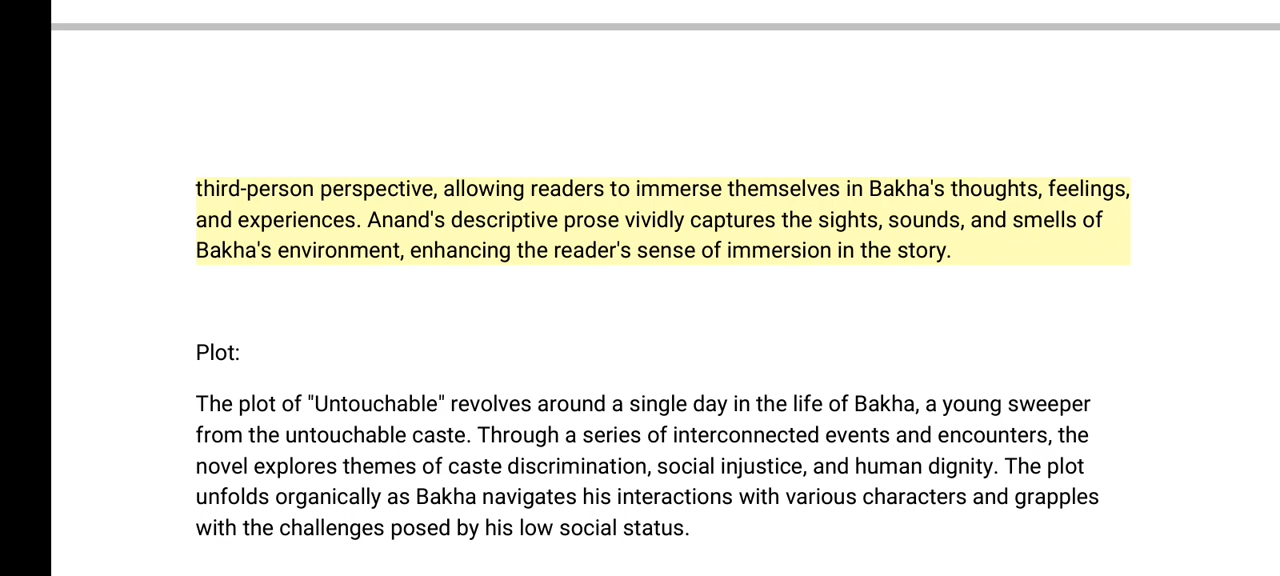 third-person perspective, allowing readers to immerse themselves in Bakha's thoughts, feelings,
and experiences. Anand's descriptive prose vividly captures the sights, sounds, and smells of
Bakha's environment, enhancing the reader's sense of immersion in the story.
Plot:
The plot of "Untouchable" revolves around a single day in the life of Bakha, a young sweeper
from the untouchable caste. Through a series of interconnected events and encounters, the
novel explores themes of caste discrimination, social injustice, and human dignity. The plot
unfolds organically as Bakha navigates his interactions with various characters and grapples
with the challenges posed by his low social status.